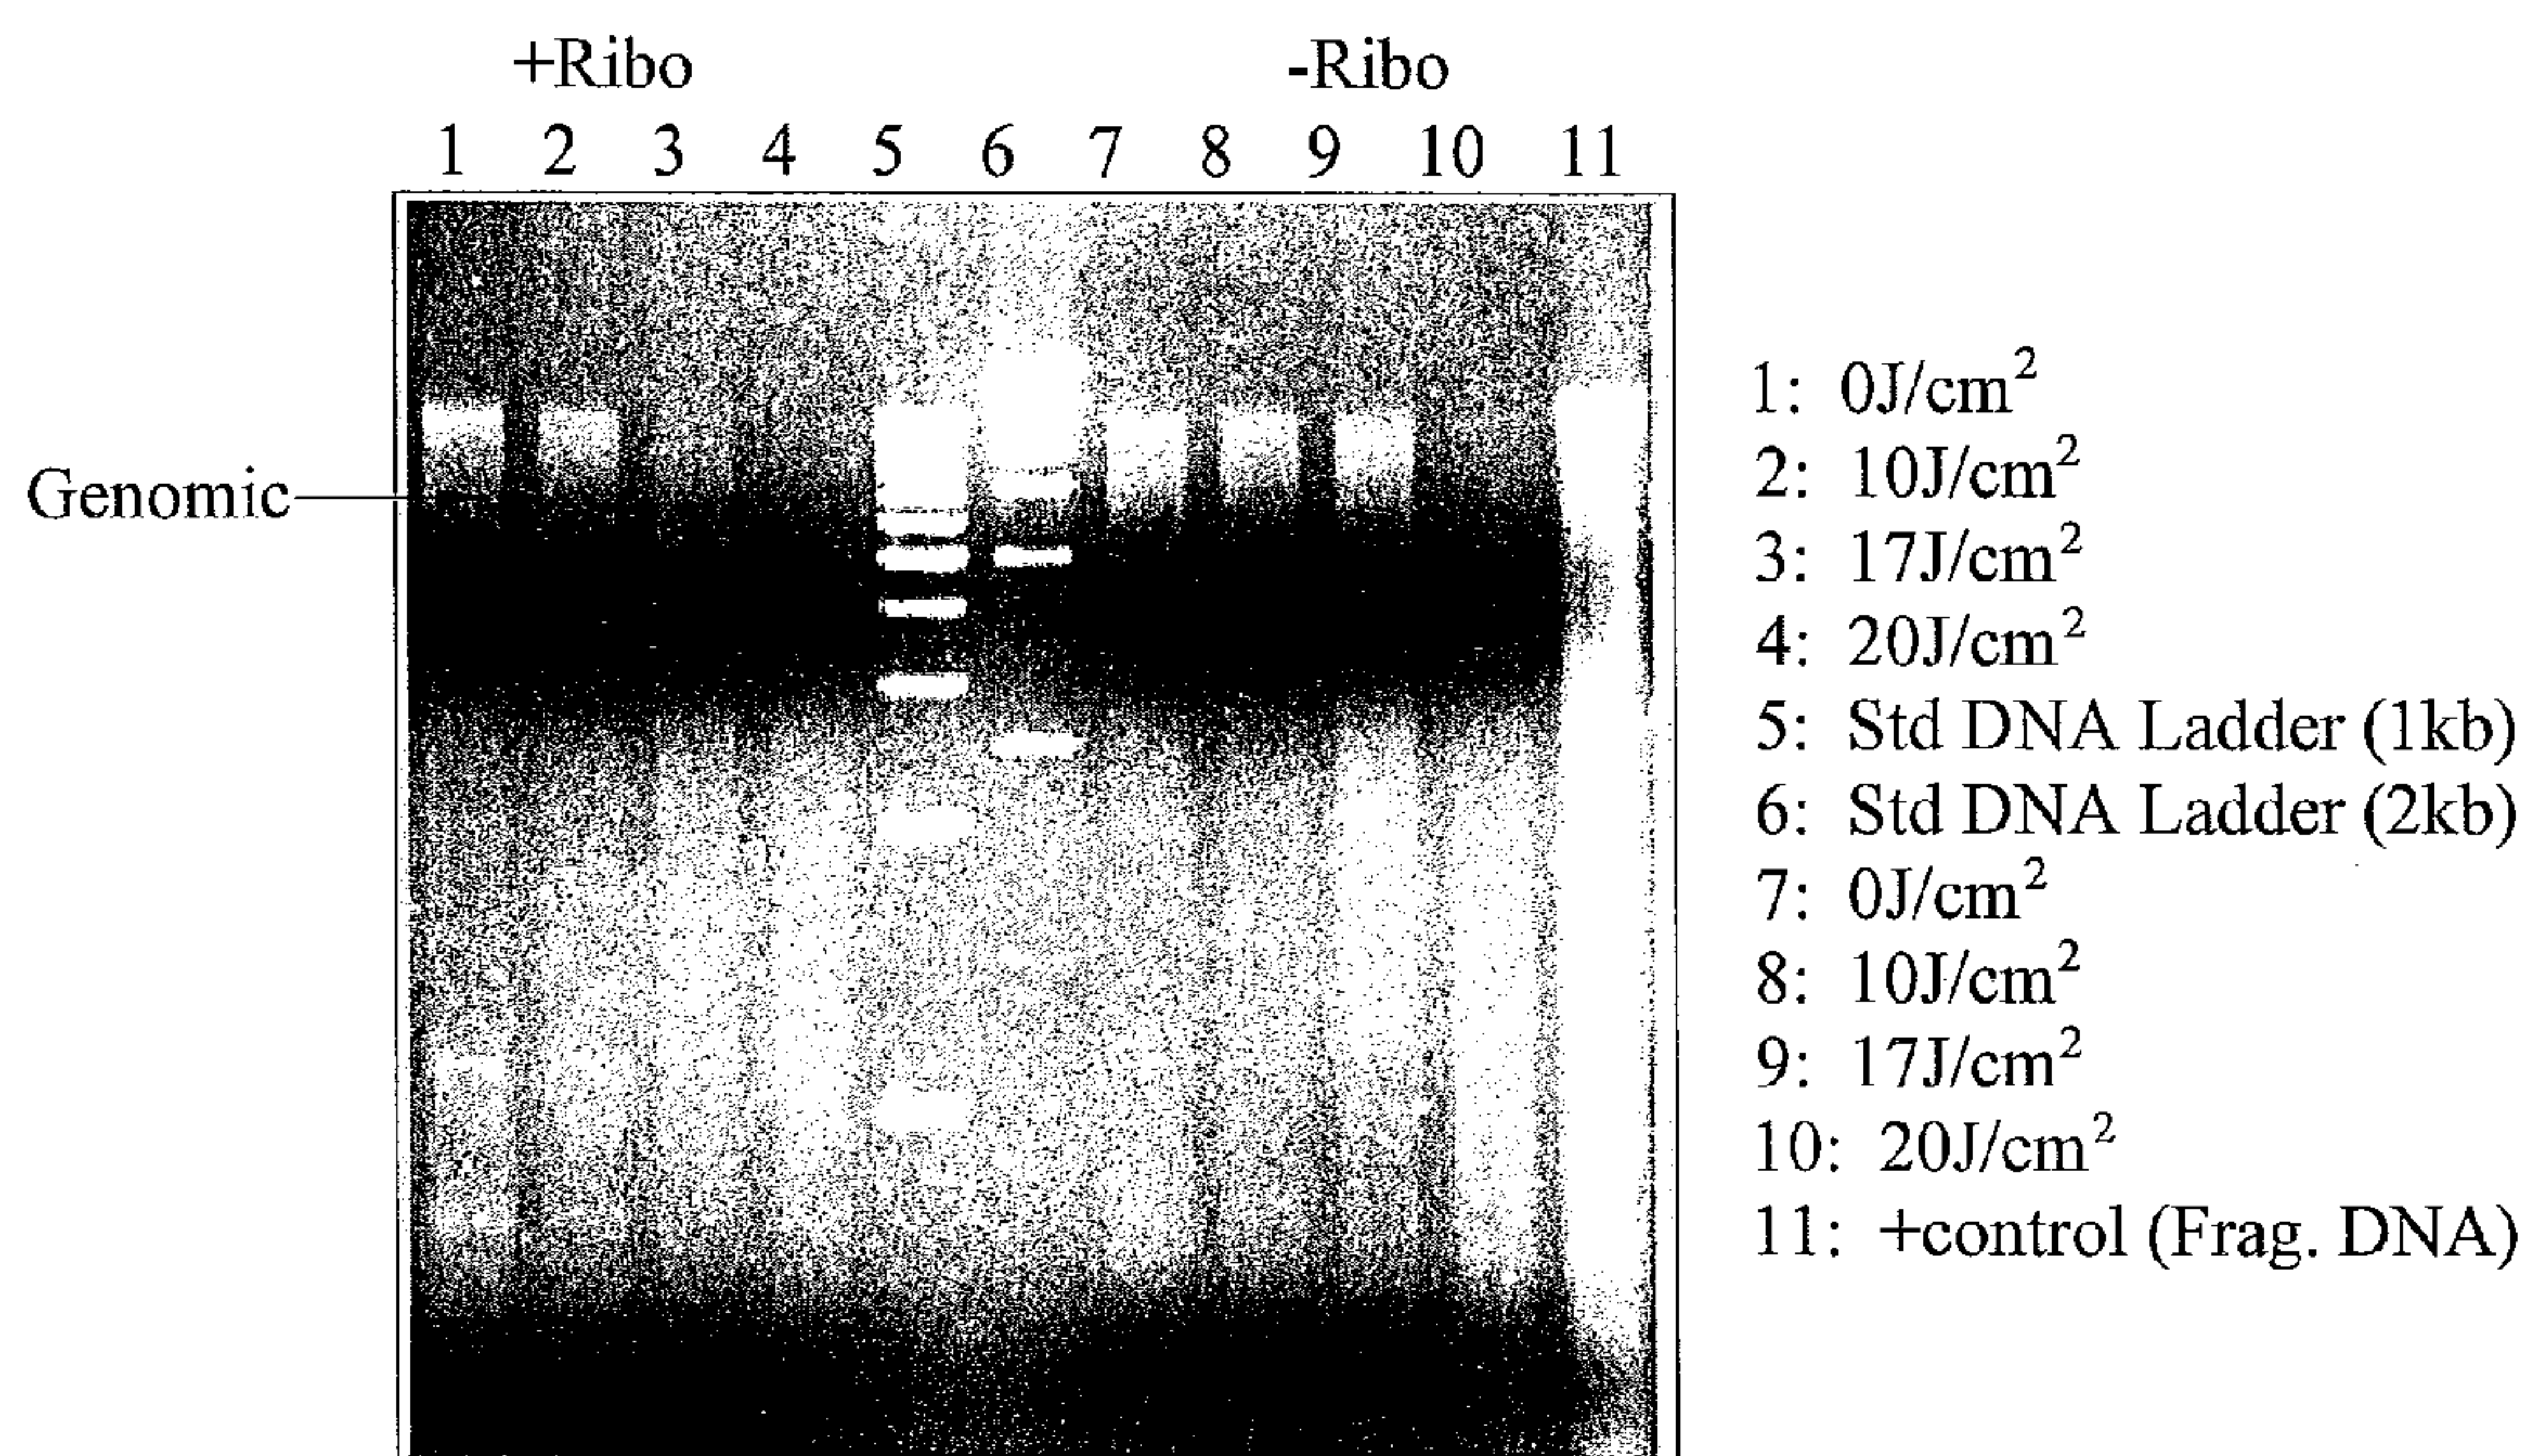 +Ribo -Ribo
1 2 3 4 5 6 7 8 9 10 11
Genomic
1: 0J/cm²
2: 10J/cm²
3: 17J/cm²
4: 20J/cm²
5: Std DNA Ladder (1kb)
6: Std DNA Ladder (2kb)
7: 0J/cm²
8: 10J/cm²
9: 17J/cm²
10: 20J/cm²
11: +control (Frag. DNA)